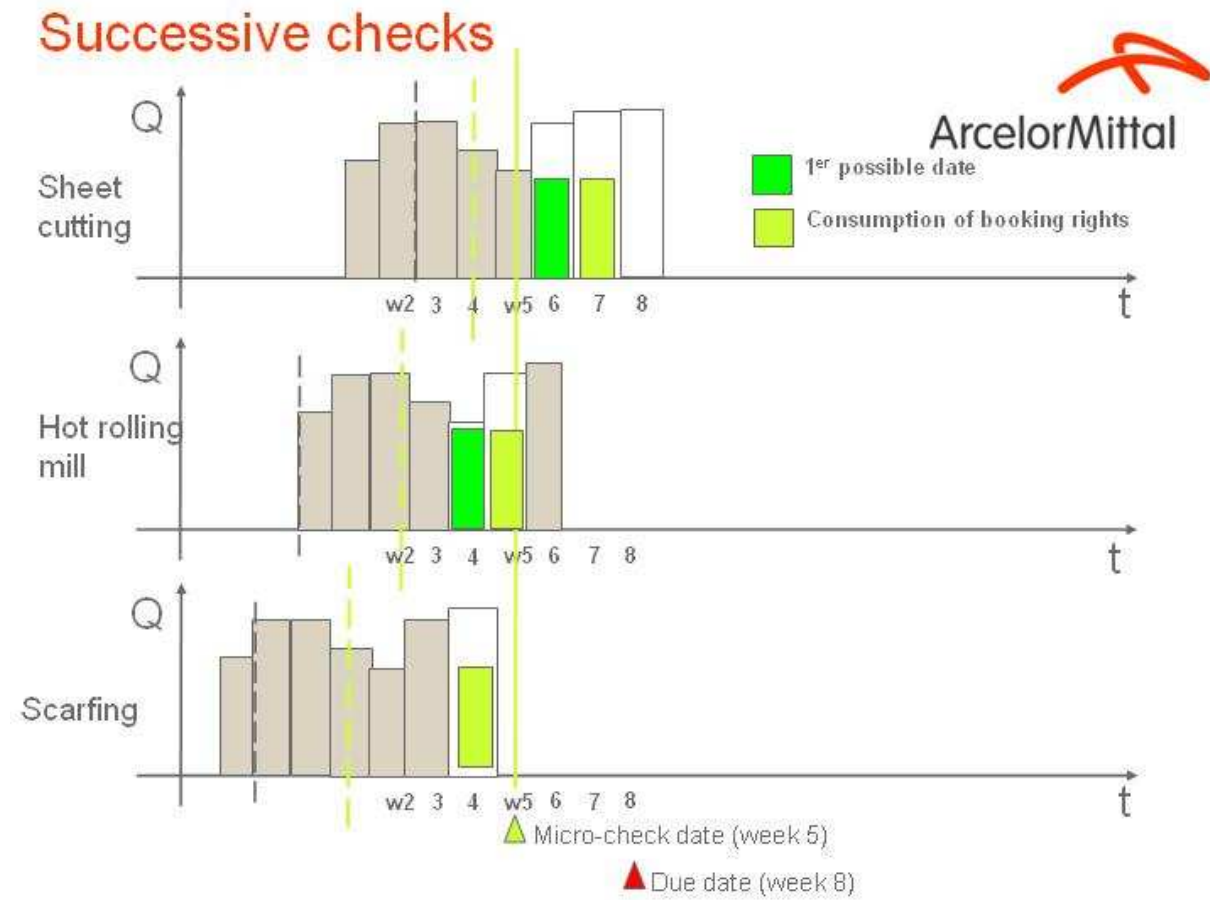 Successive checks
ArcelorMittal
Q
Sheet
cutting
1er possible date
Consumption of booking rights
w2 3 4 w5 6 7 8
t
Q
Hot rolling
mill
w2 3 4 w5 6 7 8
t
Q
Scarfing
w2 3 4 w5 6 7 8
t
Micro-check date (week 5)
Due date (week 8)